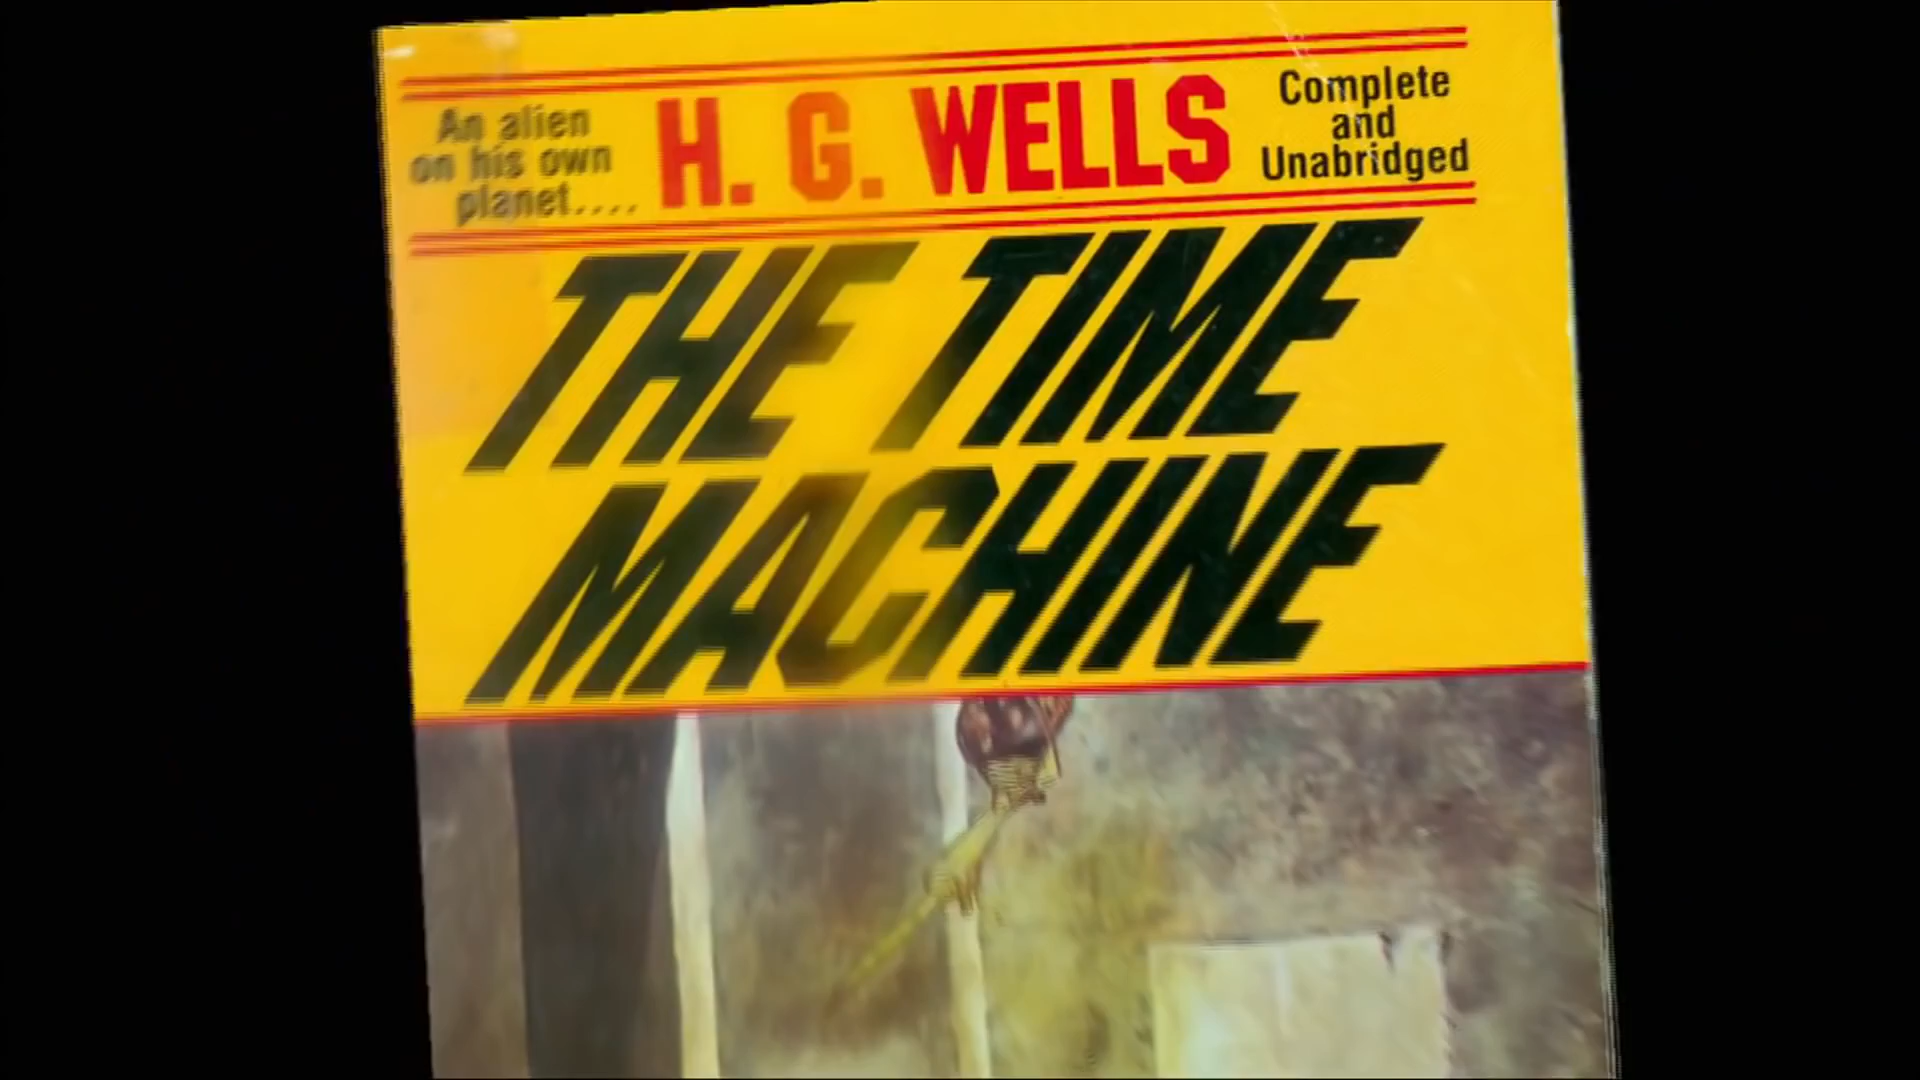 An alien
on his own
planet....
H. G. WELLS
Complete
and
Unabridged
THE TIME
MACHINE